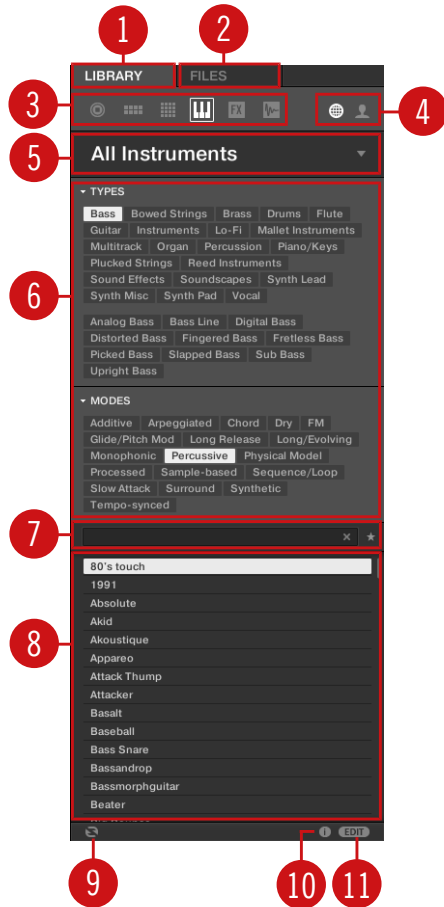 1
2
LIBRARY FILES
3
FX
4
5
All Instruments
TYPES
Bass Bowed Strings Brass Drums Flute
Guitar Instruments Lo-Fi Mallet Instruments
Multitrack Organ Percussion Piano/Keys
Plucked Strings Reed Instruments
Sound Effects Soundscapes Synth Lead
6
Synth Misc Synth Pad Vocal
Analog Bass Bass Line Digital Bass
Distorted Bass Fingered Bass Fretless Bass
Picked Bass Slapped Bass Sub Bass
Upright Bass
MODES
Additive Arpeggiated Chord Dry FM
Glide/Pitch Mod Long Release Long/Evolving
Monophonic Percussive Physical Model
Processed Sample-based Sequence/Loop
Slow Attack Surround Synthetic
Tempo-synced
7
80's touch
1991
Absolute
Akid
8
Akoustique
Appareo
Attack Thump
Attacker
Basalt
Baseball
Bass Snare
Bassandrop
Bassmorphguitar
Beater
i EDIT
9
10
11